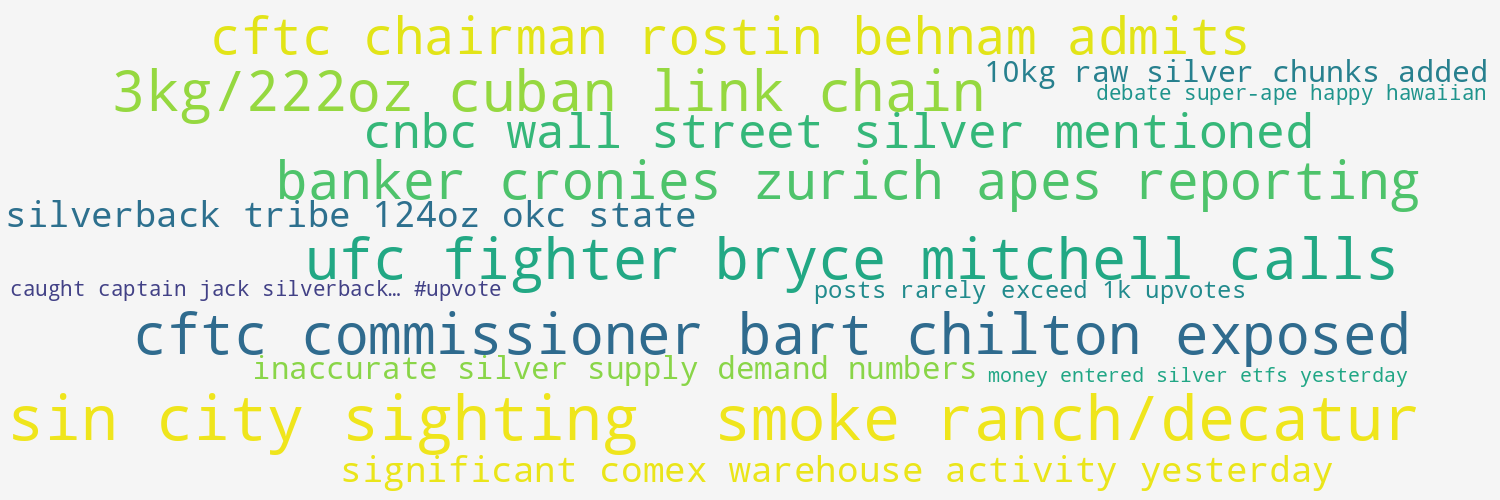 cftc chairman rostin behnam admits
10kg raw silver chunks added
3kg/222oz cuban link chain
debate super-ape happy hawaiian
cnbc wall street silver mentioned
banker cronies zurich apes reporting
silverback tribe 124oz okc state
ufc fighter bryce mitchell calls
caught captain jack silverback… #upvote
posts rarely exceed 1k upvotes
cftc commissioner bart chilton exposed
inaccurate silver supply demand numbers
money entered silver etfs yesterday
sin city sighting smoke ranch/decatur
significant comex warehouse activity yesterday